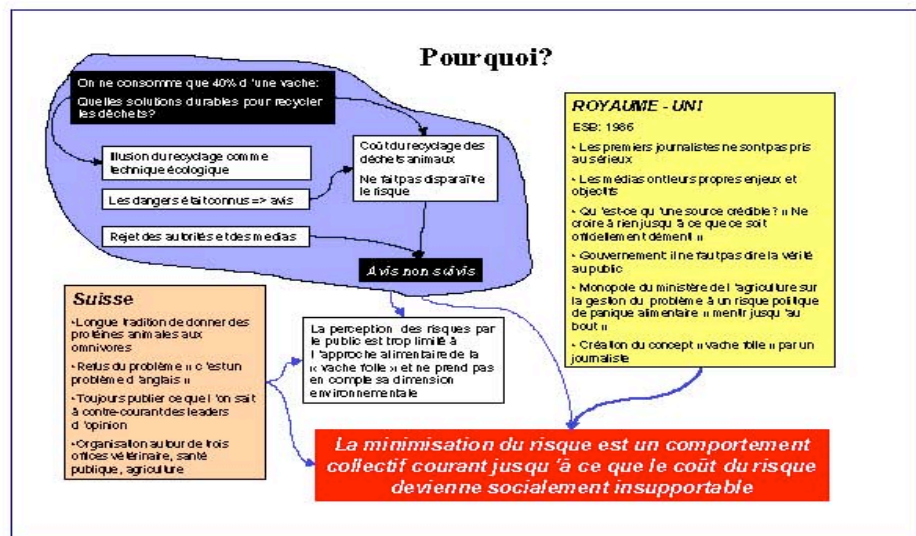 Pourquoi?
On ne consomme que 40% d 'une vache:
Quelles solutions durables pour recycler
les déchets?
Illusion du recyclage comme
technique écologique
Les dangers était connus => avis
Rejet des autorités et des medias
Coût du recyclage des
déchets animaux
Ne fait pas disparaître
le risque
Avis non suivis
ROYAUME - UNI
ESB: 1986
• Les premiers journalistes ne sont pas pris
au sérieux
• Les médias ont leurs propres enjeux et
objectifs
• Qu 'est-ce qu 'une source crédible? « Ne
croire à rien jusqu 'à ce que ce soit
officiellement démenti »
• Gouvernement: il ne faut pas dire la vérité
au public
• Monopole du ministère de l 'agriculture sur
la gestion du problème à un risque politique
de panique alimentaire « mentir jusqu 'au
bout »
• Création du concept « vache folle » par un
journaliste
Suisse
•Longue tradition de donner des
protéines animales aux
omnivores
•Refus du problème « c 'est un
problème d 'anglais »
•Toujours publier ce que l 'on sait
à contre-courant des leaders
d 'opinion
•Organisation autour de trois
offices vétérinaire, santé
publique, agriculture
La perception des risques par
le public est trop limité à
l 'approche alimentaire de la
« vache folle » et ne prend pas
en compte sa dimension
environnementale
La minimisation du risque est un comportement
collectif courant jusqu 'à ce que le coût du risque
devienne socialement insupportable